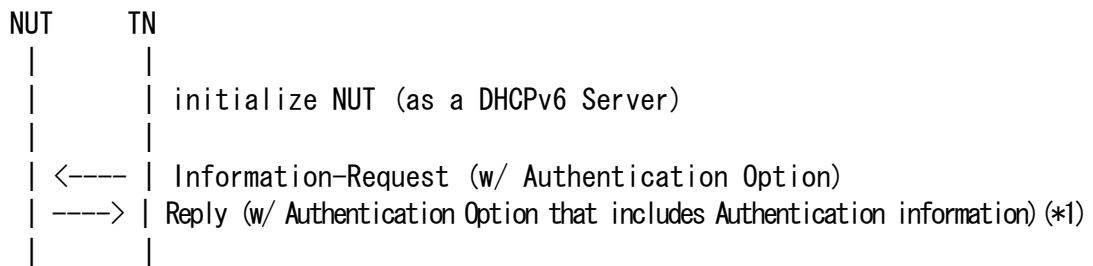 NUT TN
| |
| | initialize NUT (as a DHCPv6 Server)
| |
| <---- | Information-Request (w/ Authentication Option)
| ----> | Reply (w/ Authentication Option that includes Authentication information)(*1)
| |